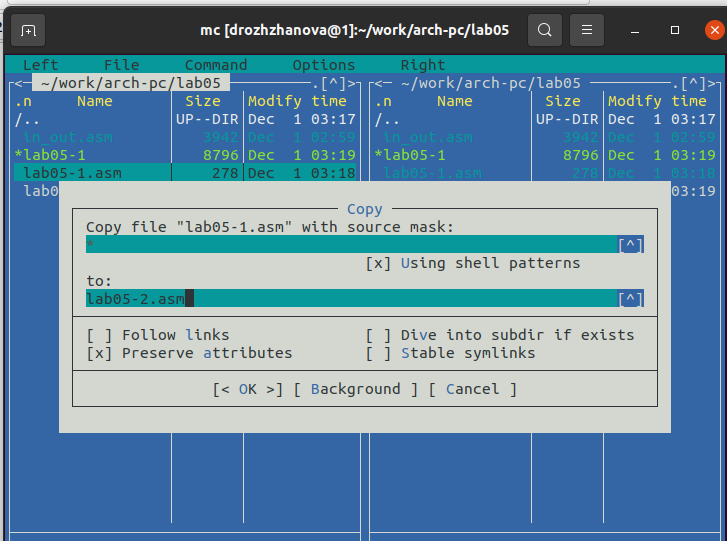 mc [drozhzhanova@1]:~/work/arch-pc/lab05
Left File Command Options Right
<— ~/work/arch-pc/lab05 .[^]> <— ~/work/arch-pc/lab05 .[^]>
.n Name Size Modify time .n Name Size Modify time
/.. UP--DIR Dec 1 03:17 /.. UP--DIR Dec 1 03:17
in_out.asm 3942 Dec 1 02:59 in_out.asm 3942 Dec 1 02:59
*lab05-1 8796 Dec 1 03:19 *lab05-1 8796 Dec 1 03:19
lab05-1.asm 278 Dec 1 03:18 lab05-1.asm 278 Dec 1 03:18
lab0 03:19
Copy
Copy file "lab05-1.asm" with source mask:
* [^]
[x] Using shell patterns
to:
lab05-2.asm [^]
[ ] Follow links [ ] Dive into subdir if exists
[x] Preserve attributes [ ] Stable symlinks
[< OK >] [ Background ] [ Cancel ]